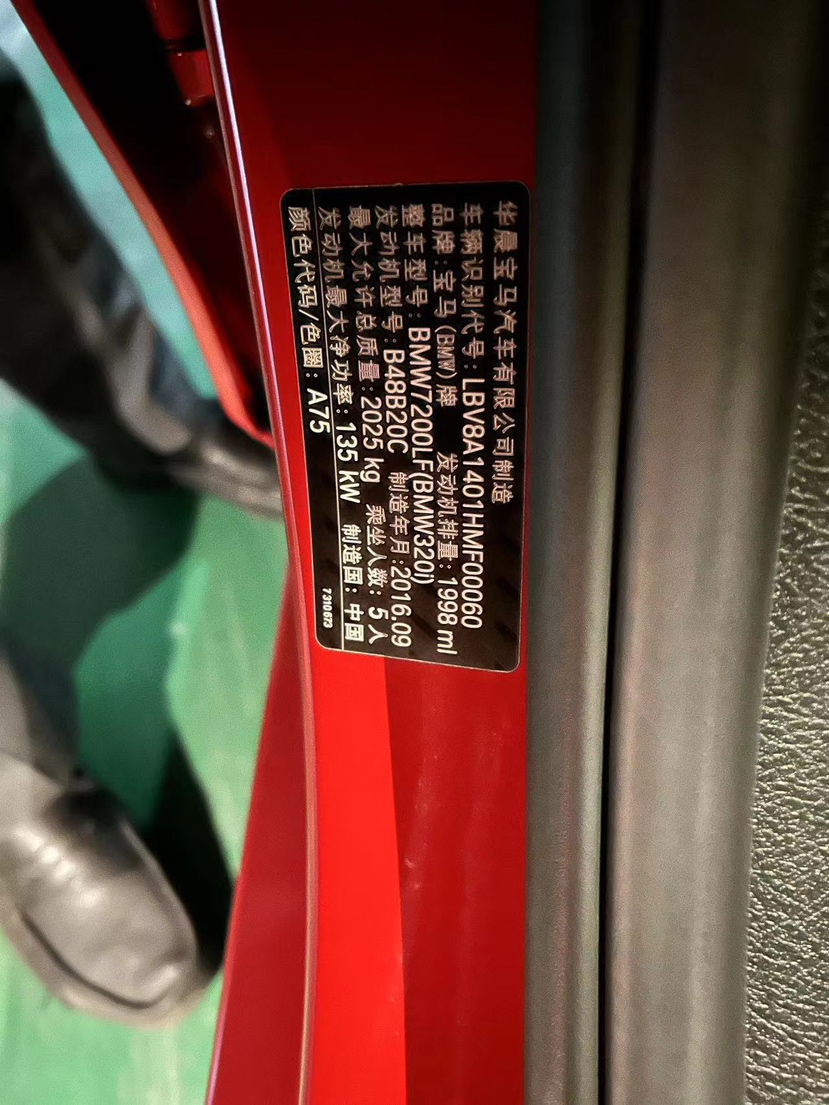 华晨宝马汽车有限公司制造
车辆识别代号: LBV8A1401HMF00060
品牌: 宝马(BMW)牌 发动机排量: 1998 ml
整车型号: BMW7200LF(BMW320i)
发动机型号: B48B20C 制造年月:2016.09
最大允许总质量: 2025 kg 乘坐人数: 5人
发动机最大净功率: 135 kW 制造国: 中国
颜色代码/色圈: A75
7310673